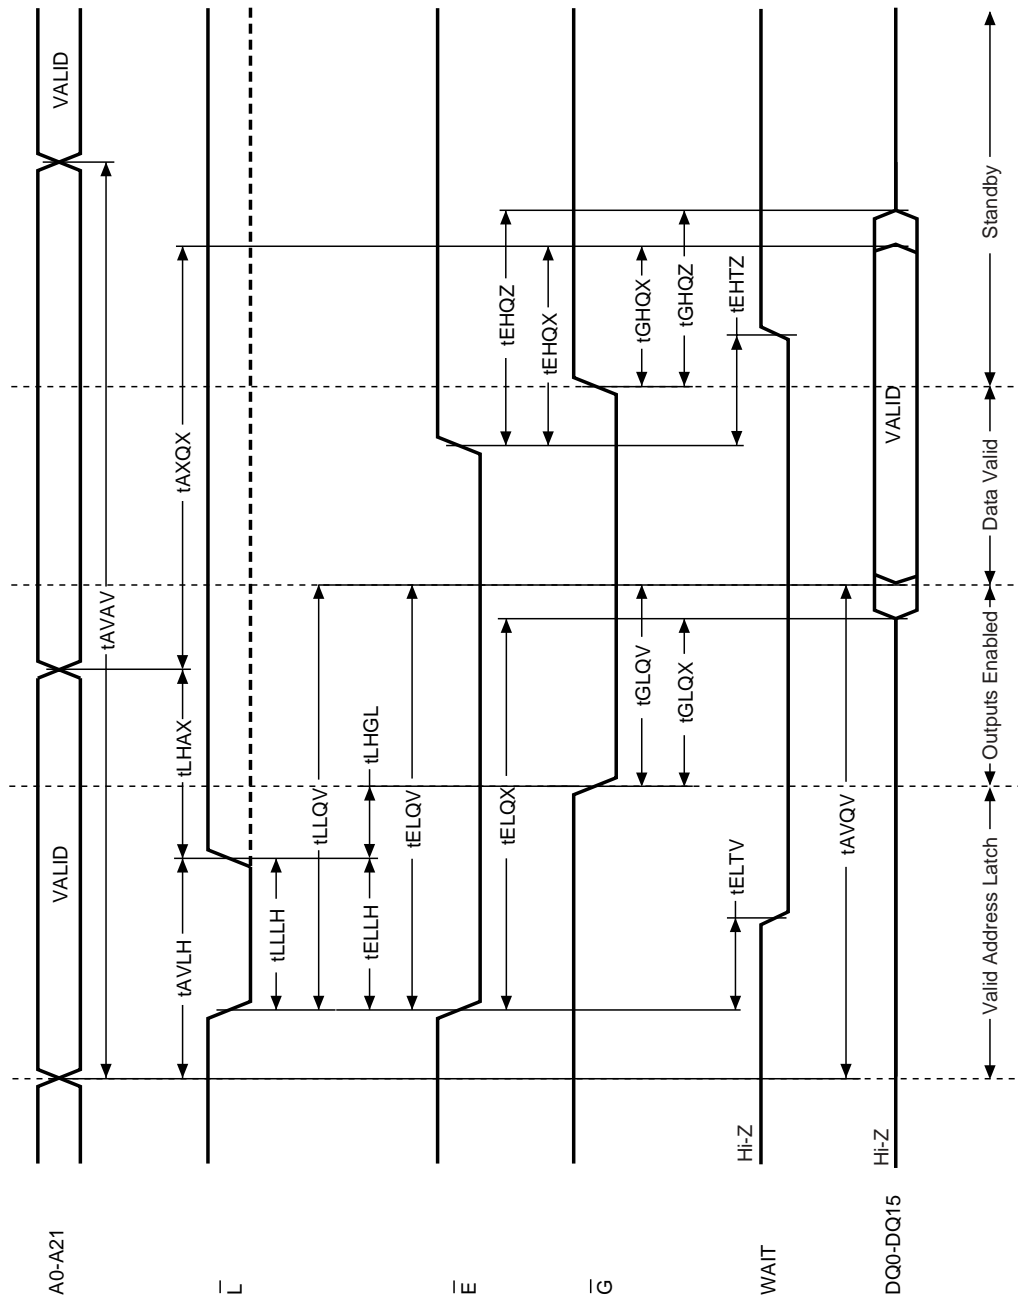 A0-A21
VALID
VALID
tAVAV
L
tAVLH
tLHAX
tAXQX
tLLLH
tLLQV
tELLH
tLHGL
tELQV
E
tELQX
tEHQZ
tEHQX
G
tGLQV
tGHQX
tGLQX
tGHQZ
WAIT
Hi-Z
tELTV
tEHTZ
tAVQV
DQ0-DQ15
Hi-Z
VALID
Valid Address Latch
Outputs Enabled
Data Valid
Standby